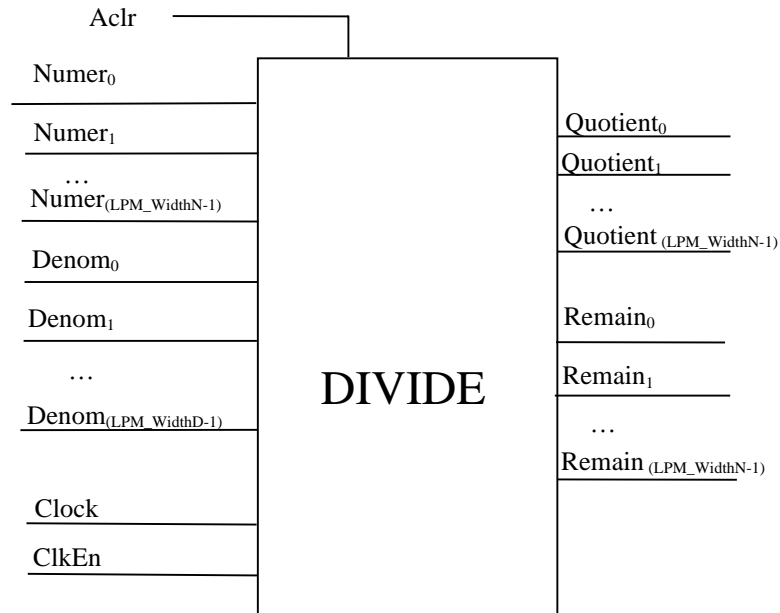 Aclr
Numer₀
Numer₁
…
Numer(LPM_WidthN-1)
Denom₀
Denom₁
…
Denom(LPM_WidthD-1)
Clock
ClkEn
DIVIDE
Quotient₀
Quotient₁
…
Quotient (LPM_WidthN-1)
Remain₀
Remain₁
…
Remain (LPM_WidthN-1)